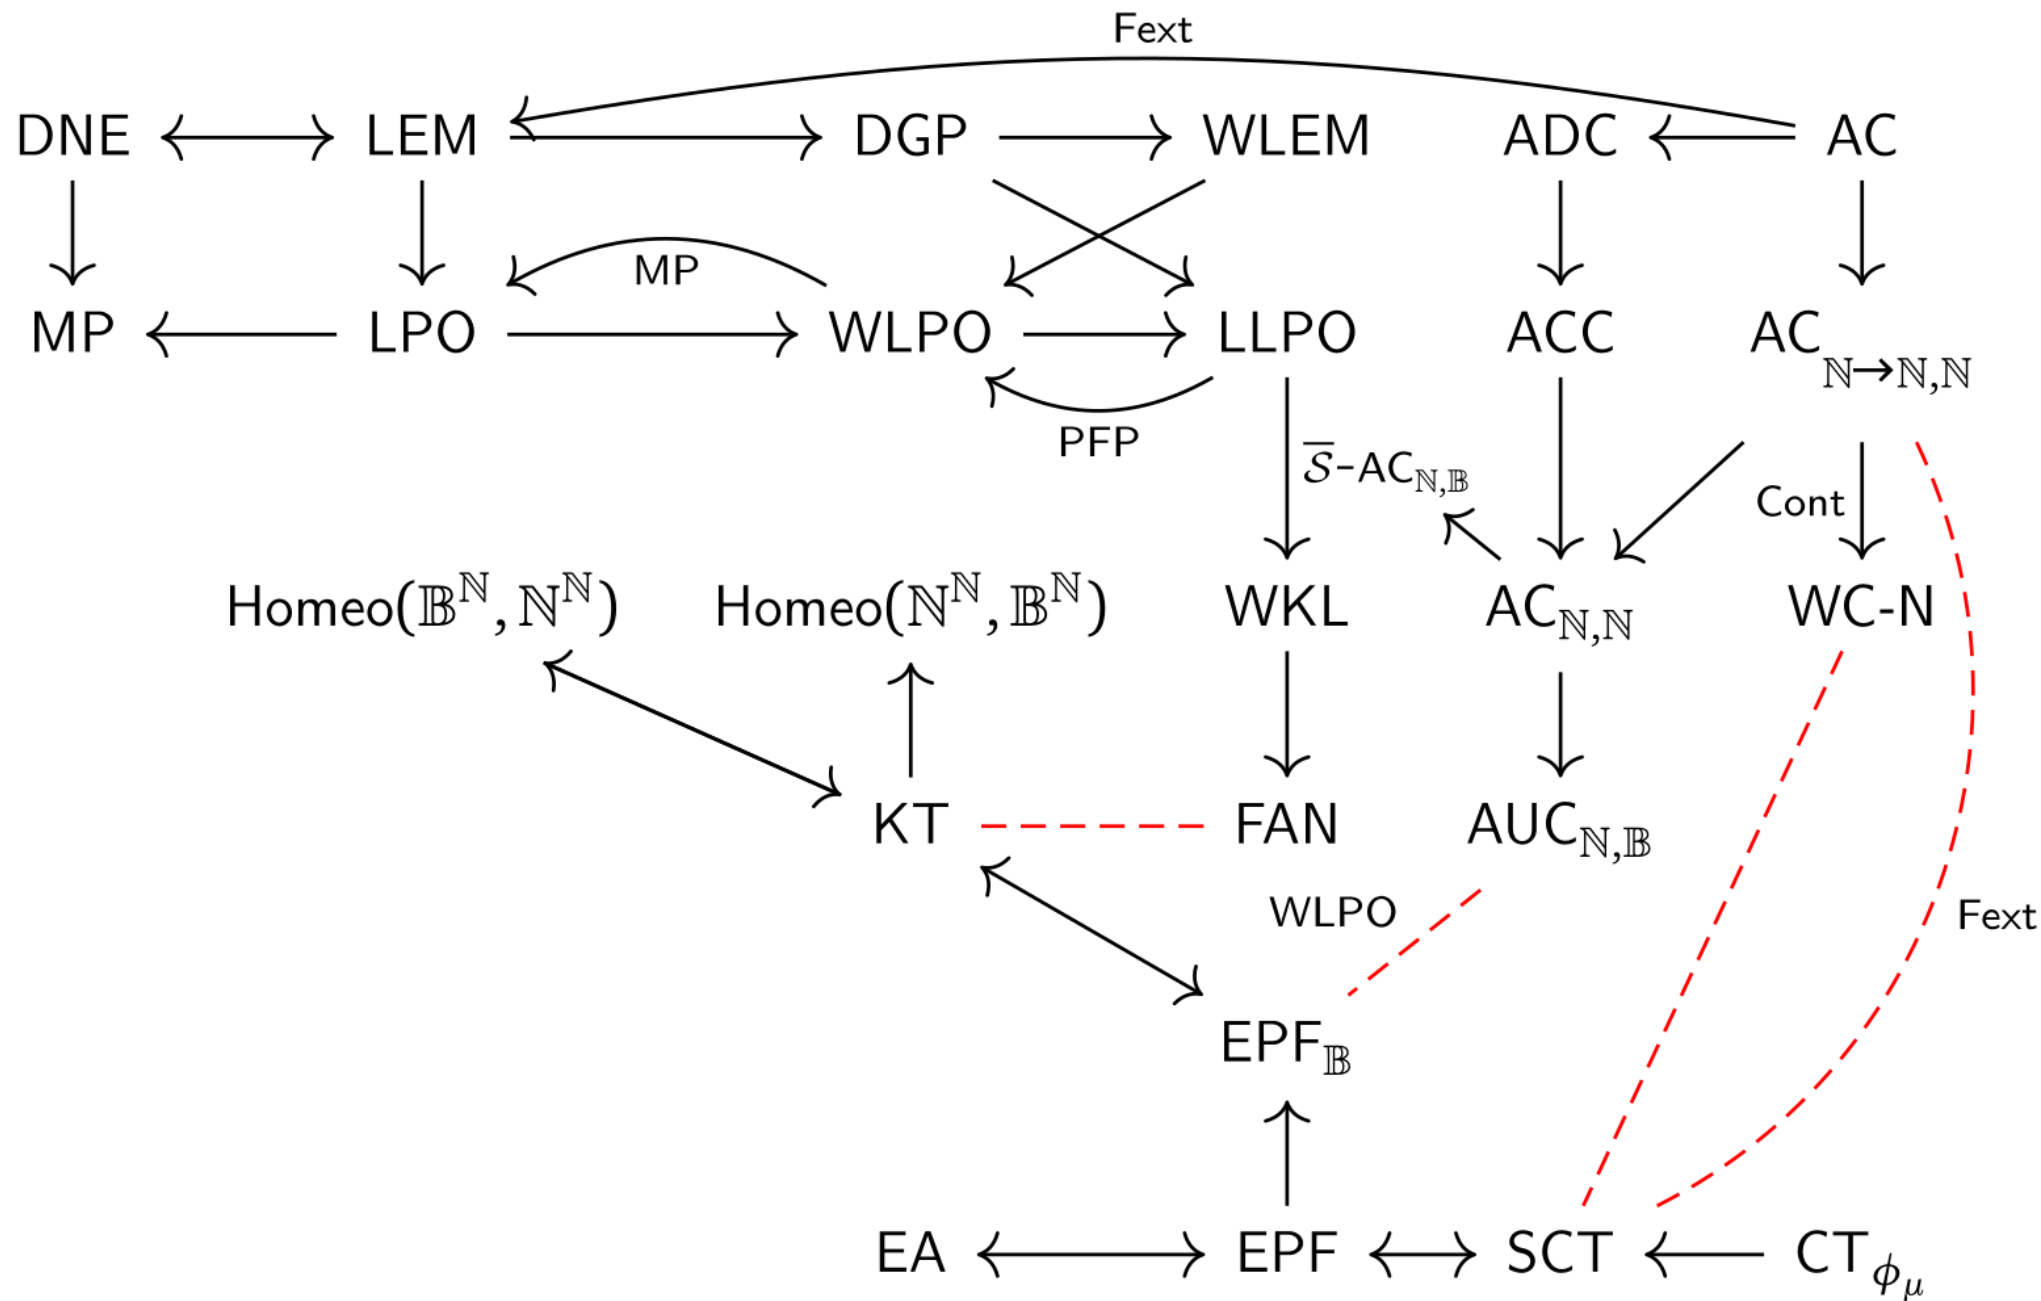 Fext
DNE LEM DGP WLEM ADC AC
MP
MP LPO WLPO LLPO ACC AC_{ℕ→ℕ,ℕ}
PFP
𝒮̅-AC_{ℕ,𝔹}
Cont
Homeo(𝔹^ℕ, ℕ^ℕ) Homeo(ℕ^ℕ, 𝔹^ℕ) WKL AC_{ℕ,ℕ} WC-N
KT FAN AUC_{ℕ,𝔹}
WLPO
Fext
EPF_𝔹
EA EPF SCT CT_{ϕ_μ}